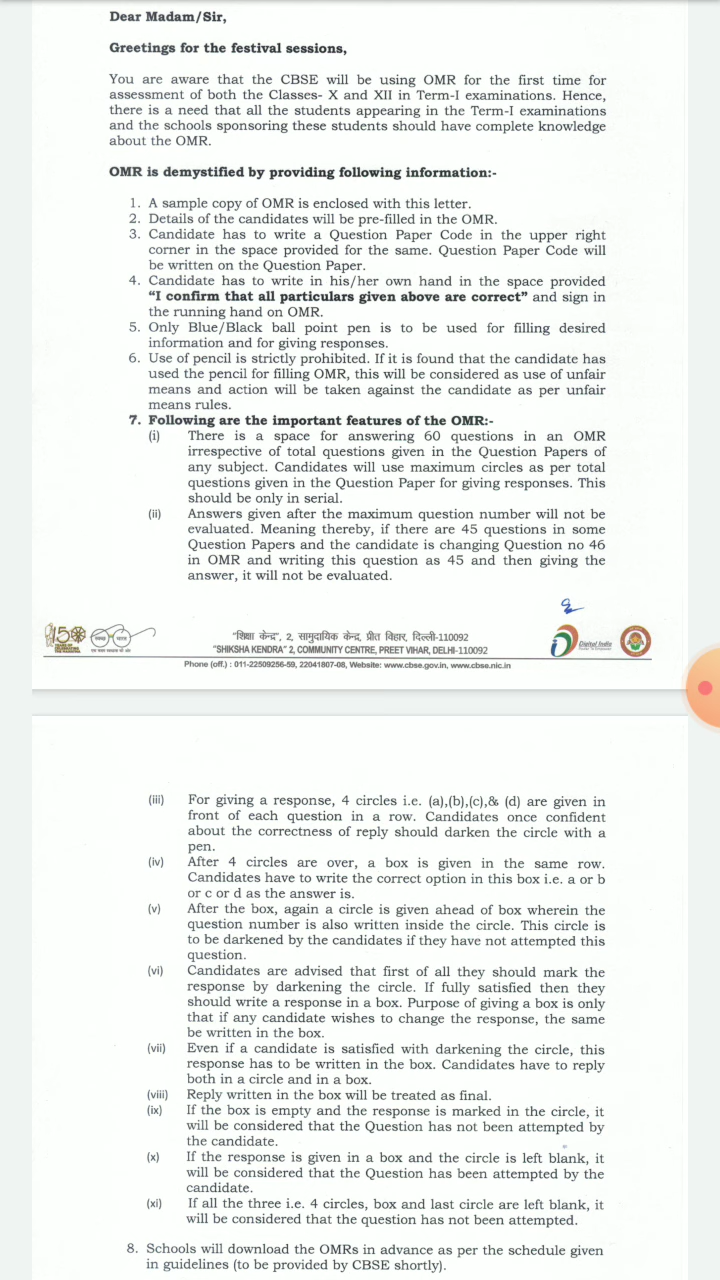 Dear Madam/Sir,
Greetings for the festival sessions,
You are aware that the CBSE will be using OMR for the first time for
assessment of both the Classes- X and XII in Term-I examinations. Hence,
there is a need that all the students appearing in the Term-I examinations
and the schools sponsoring these students should have complete knowledge
about the OMR.
OMR is demystified by providing following information:-
1. A sample copy of OMR is enclosed with this letter.
2. Details of the candidates will be pre-filled in the OMR.
3. Candidate has to write a Question Paper Code in the upper right
corner in the space provided for the same. Question Paper Code will
be written on the Question Paper.
4. Candidate has to write in his/her own hand in the space provided
“I confirm that all particulars given above are correct” and sign in
the running hand on OMR.
5. Only Blue/Black ball point pen is to be used for filling desired
information and for giving responses.
6. Use of pencil is strictly prohibited. If it is found that the candidate has
used the pencil for filling OMR, this will be considered as use of unfair
means and action will be taken against the candidate as per unfair
means rules.
7. Following are the important features of the OMR:-
(i) There is a space for answering 60 questions in an OMR
irrespective of total questions given in the Question Papers of
any subject. Candidates will use maximum circles as per total
questions given in the Question Paper for giving responses. This
should be only in serial.
(ii) Answers given after the maximum question number will not be
evaluated. Meaning thereby, if there are 45 questions in some
Question Papers and the candidate is changing Question no 46
in OMR and writing this question as 45 and then giving the
answer, it will not be evaluated.
150
"शिक्षा केन्द्र", 2, सामुदायिक केन्द्र, प्रीत विहार, दिल्ली-110092
"SHIKSHA KENDRA" 2, COMMUNITY CENTRE, PREET VIHAR, DELHI-110092
Digital India
Phone (off.) : 011-22509256-59, 22041807-08, Website: www.cbse.gov.in, www.cbse.nic.in
(iii) For giving a response, 4 circles i.e. (a),(b),(c),& (d) are given in
front of each question in a row. Candidates once confident
about the correctness of reply should darken the circle with a
pen.
(iv) After 4 circles are over, a box is given in the same row.
Candidates have to write the correct option in this box i.e. a or b
or c or d as the answer is.
(v) After the box, again a circle is given ahead of box wherein the
question number is also written inside the circle. This circle is
to be darkened by the candidates if they have not attempted this
question.
(vi) Candidates are advised that first of all they should mark the
response by darkening the circle. If fully satisfied then they
should write a response in a box. Purpose of giving a box is only
that if any candidate wishes to change the response, the same
be written in the box.
(vii) Even if a candidate is satisfied with darkening the circle, this
response has to be written in the box. Candidates have to reply
both in a circle and in a box.
(viii) Reply written in the box will be treated as final.
(ix) If the box is empty and the response is marked in the circle, it
will be considered that the Question has not been attempted by
the candidate.
(x) If the response is given in a box and the circle is left blank, it
will be considered that the Question has been attempted by the
candidate.
(xi) If all the three i.e. 4 circles, box and last circle are left blank, it
will be considered that the question has not been attempted.
8. Schools will download the OMRs in advance as per the schedule given
in guidelines (to be provided by CBSE shortly).